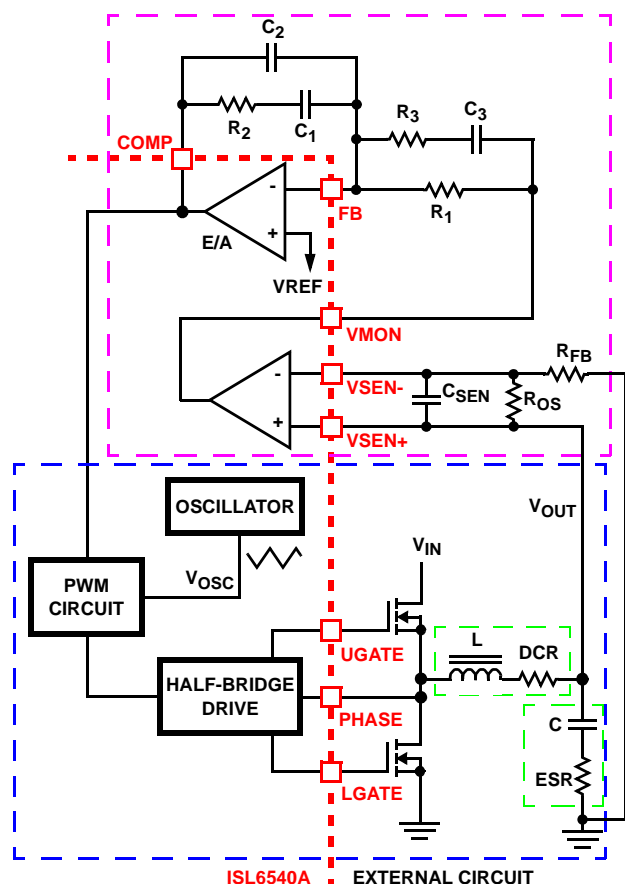 C2
R2
C1
R3
C3
COMP
-
FB
R1
E/A
+
VREF
VMON
RFB
-
VSEN-
CSEN
ROS
+
VSEN+
VOUT
OSCILLATOR
VIN
PWM
CIRCUIT
VOSC
L
DCR
UGATE
HALF-BRIDGE
DRIVE
PHASE
C
ESR
LGATE
ISL6540A
EXTERNAL CIRCUIT